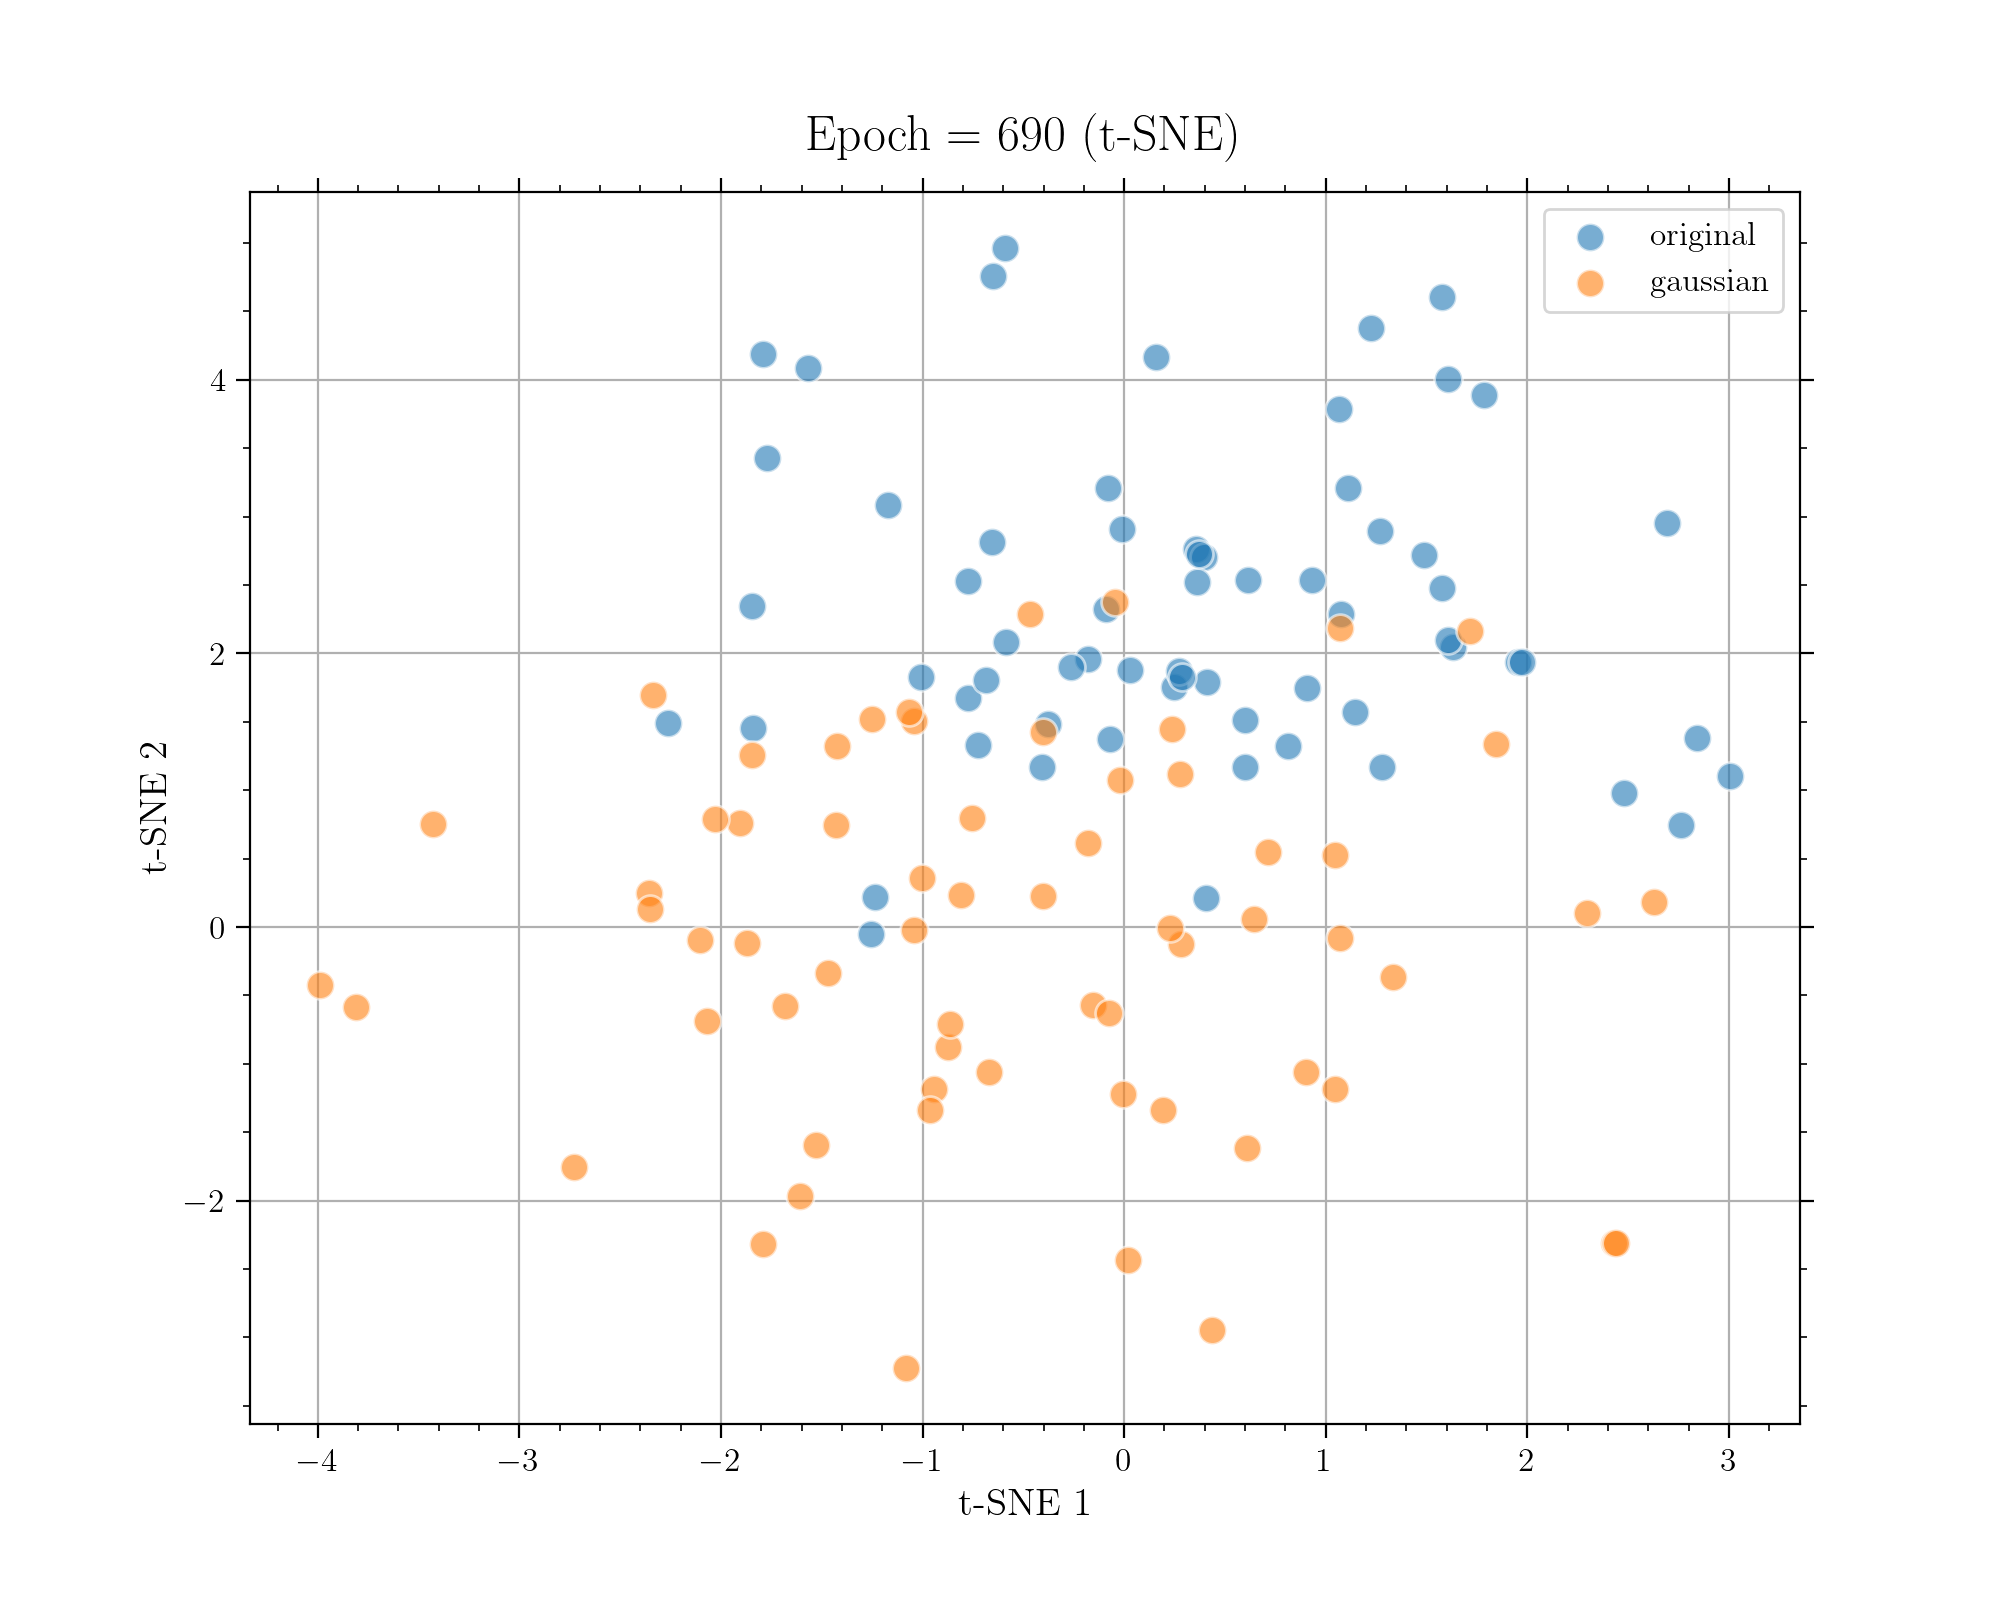 Epoch = 690 (t-SNE)
original
gaussian
4
2
0
−2
t-SNE 2
−4
−3
−2
−1
0
1
2
3
t-SNE 1